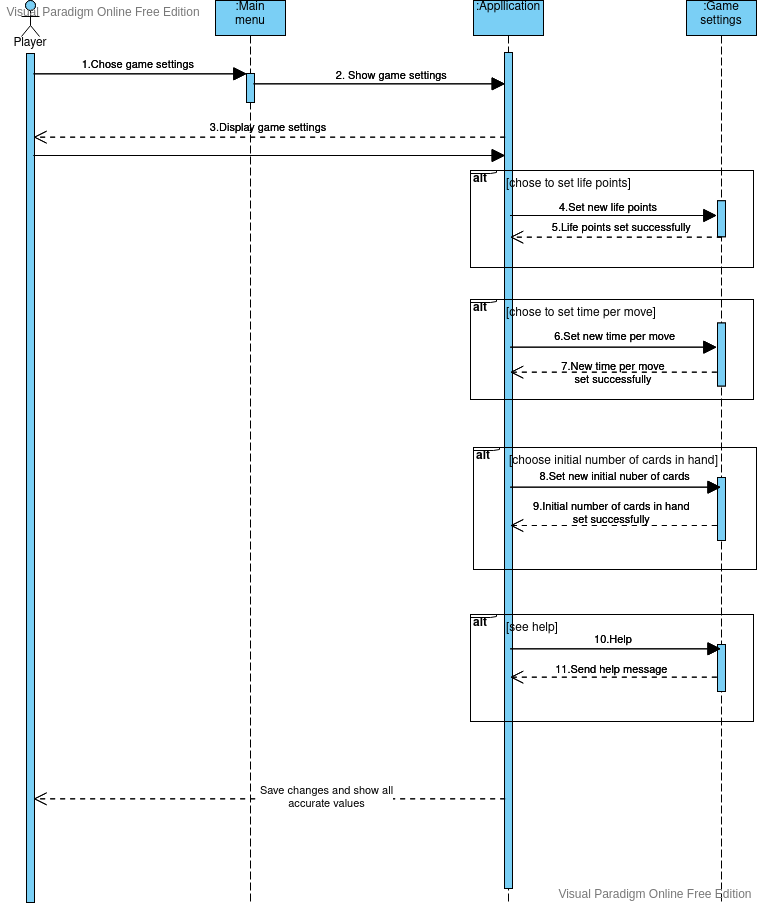 Visual Paradigm Online Free Edition
:Main
menu
:Appllication
:Game
settings
Player
1.Chose game settings
2. Show game settings
3.Display game settings
alt
[chose to set life points]
4.Set new life points
5.Life points set successfully
alt
[chose to set time per move]
6.Set new time per move
7.New time per move
set successfully
alt
[choose initial number of cards in hand]
8.Set new initial nuber of cards
9.Initial number of cards in hand
set successfully
alt
[see help]
10.Help
11.Send help message
Save changes and show all
accurate values
Visual Paradigm Online Free Edition